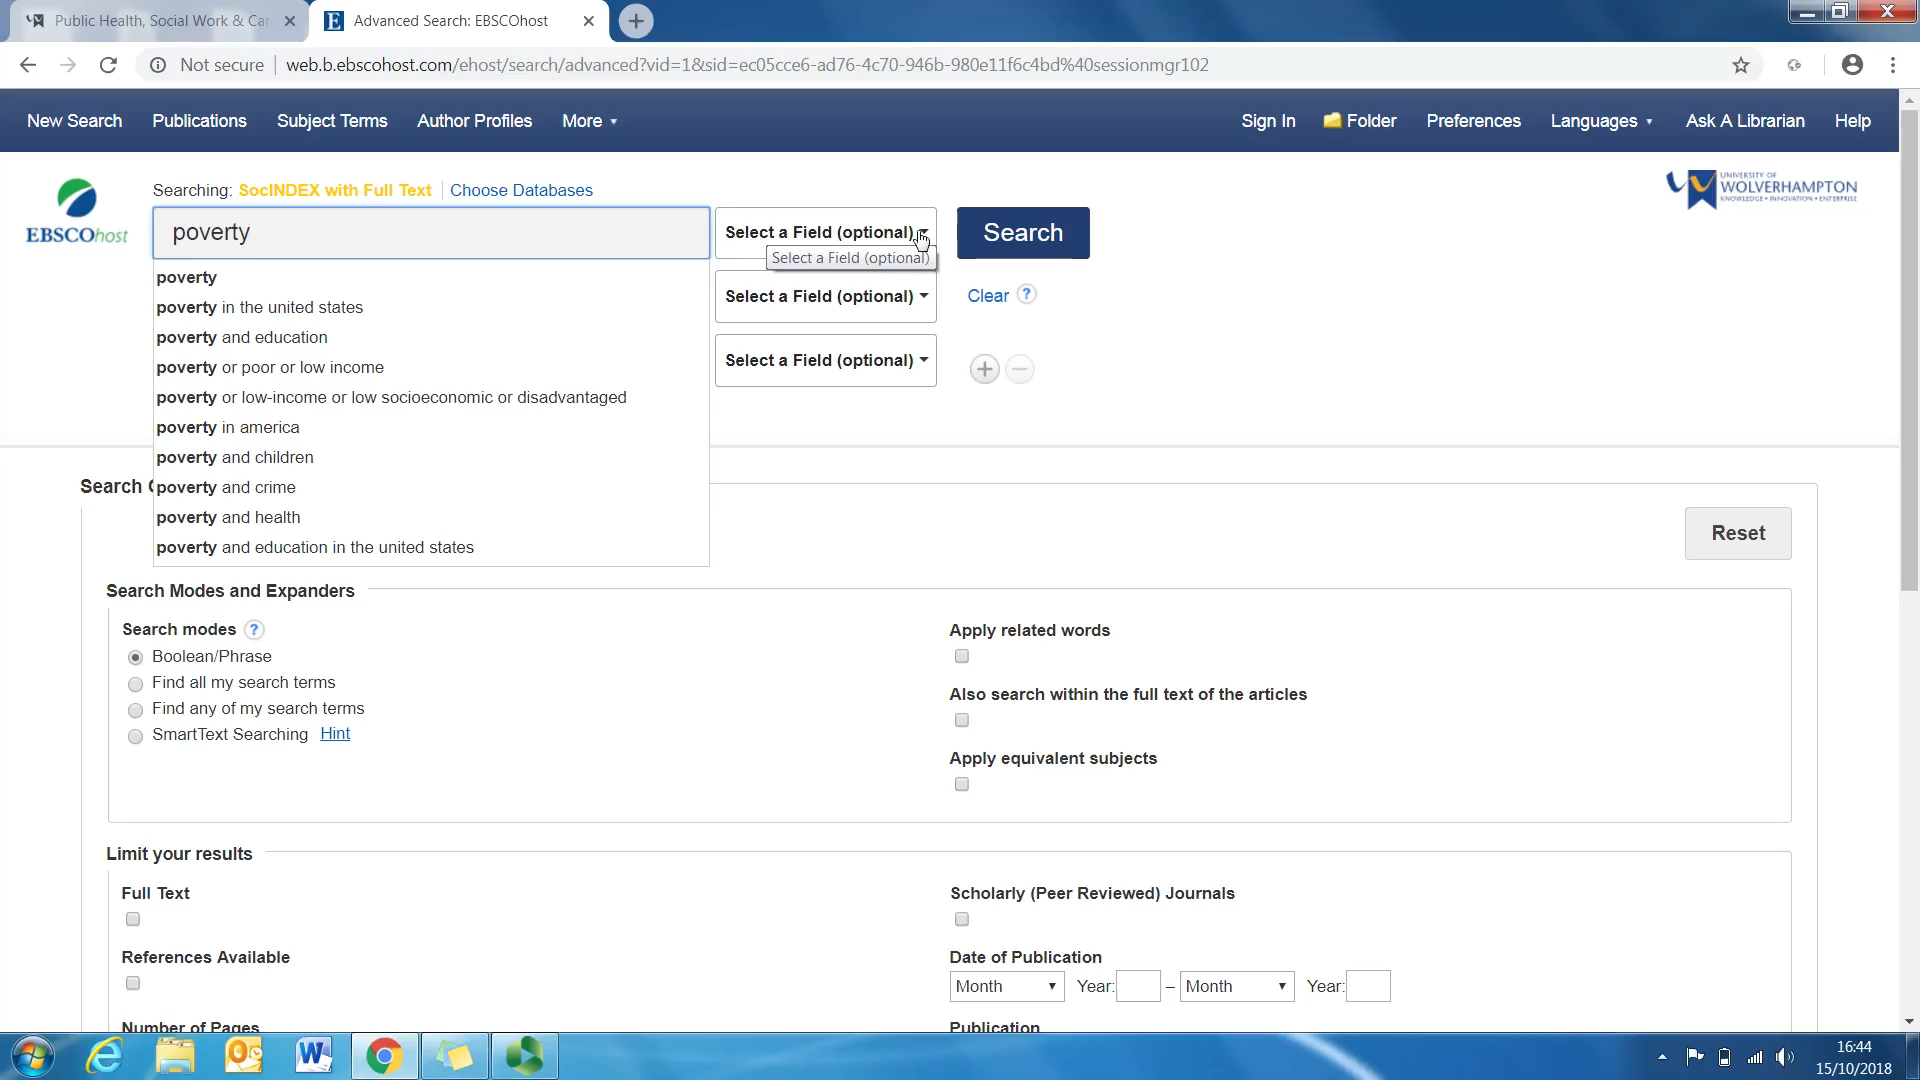 Public Health, Social Work & Car
Advanced Search: EBSCOhost
Not secure
web.b.ebscohost.com/ehost/search/advanced?vid=1&sid=ec05cce6-ad76-4c70-946b-980e11f6c4bd%40sessionmgr102
New Search Publications Subject Terms Author Profiles More Sign In Folder Preferences Languages Ask A Librarian Help
Searching: SocINDEX with Full Text Choose Databases
UNIVERSITY OF
WOLVERHAMPTON
KNOWLEDGE • INNOVATION • ENTERPRISE
EBSCOhost
poverty
Select a Field (optional)
Search
Select a Field (optional)
poverty
poverty in the united states
Select a Field (optional)
Clear ?
poverty and education
poverty or poor or low income
Select a Field (optional)
poverty or low-income or low socioeconomic or disadvantaged
poverty in america
poverty and children
poverty and crime
poverty and health
poverty and education in the united states
Search
Reset
Search Modes and Expanders
Search modes ?
Boolean/Phrase
Find all my search terms
Find any of my search terms
SmartText Searching Hint
Apply related words
Also search within the full text of the articles
Apply equivalent subjects
Limit your results
Full Text
References Available
Number of Pages
Scholarly (Peer Reviewed) Journals
Date of Publication
Month Year: – Month Year:
Publication
16:44
15/10/2018